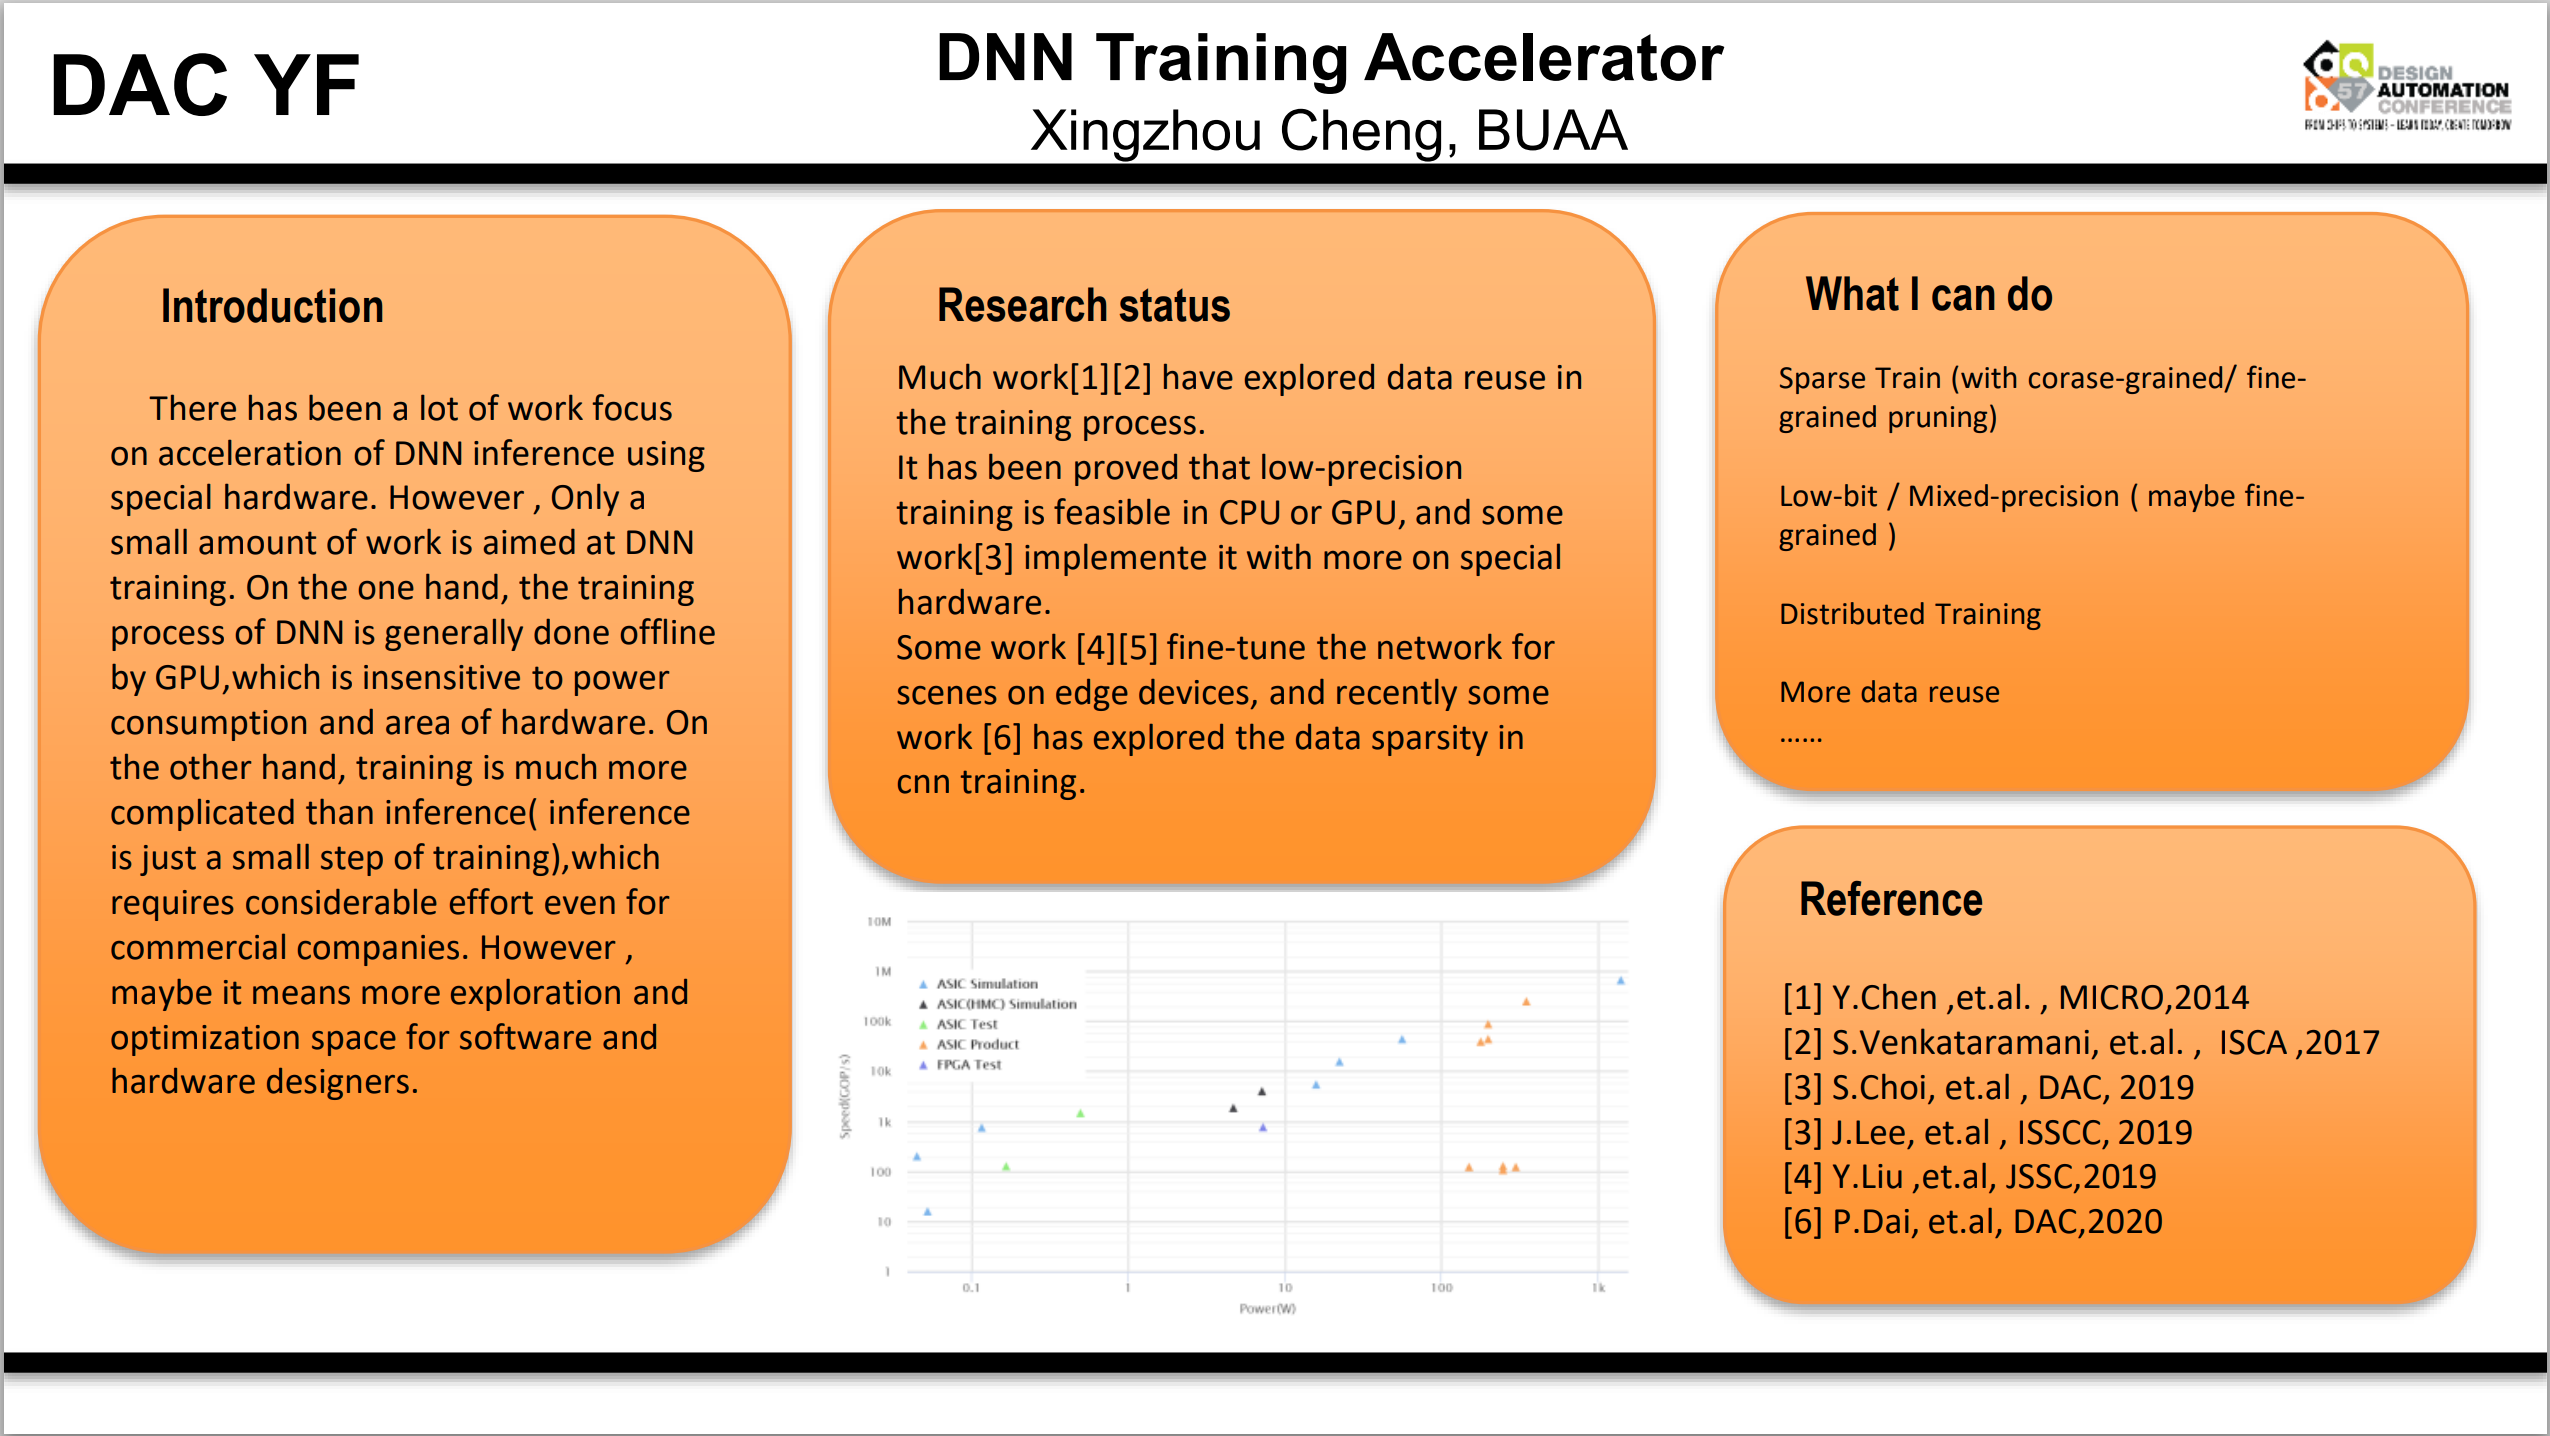 DAC YF
DNN Training Accelerator
Xingzhou Cheng, BUAA
57
DESIGN
AUTOMATION
CONFERENCE
FROM CHIPS TO SYSTEMS – LEARN TODAY, CREATE TOMORROW
Introduction
There has been a lot of work focus
on acceleration of DNN inference using
special hardware. However , Only a
small amount of work is aimed at DNN
training. On the one hand, the training
process of DNN is generally done offline
by GPU,which is insensitive to power
consumption and area of hardware. On
the other hand, training is much more
complicated than inference( inference
is just a small step of training),which
requires considerable effort even for
commercial companies. However ,
maybe it means more exploration and
optimization space for software and
hardware designers.
Research status
Much work[1][2] have explored data reuse in
the training process.
It has been proved that low-precision
training is feasible in CPU or GPU, and some
work[3] implemente it with more on special
hardware.
Some work [4][5] fine-tune the network for
scenes on edge devices, and recently some
work [6] has explored the data sparsity in
cnn training.
10M
1M
100k
10k
1k
100
10
1
Speed(GOP/s)
ASIC Simulation
ASIC(HMC) Simulation
ASIC Test
ASIC Product
FPGA Test
0.1 1 10 100 1k
Power(W)
What I can do
Sparse Train (with corase-grained/ fine-
grained pruning)
Low-bit / Mixed-precision ( maybe fine-
grained )
Distributed Training
More data reuse
……
Reference
[1] Y.Chen ,et.al. , MICRO,2014
[2] S.Venkataramani, et.al. , ISCA ,2017
[3] S.Choi, et.al , DAC, 2019
[3] J.Lee, et.al , ISSCC, 2019
[4] Y.Liu ,et.al, JSSC,2019
[6] P.Dai, et.al, DAC,2020